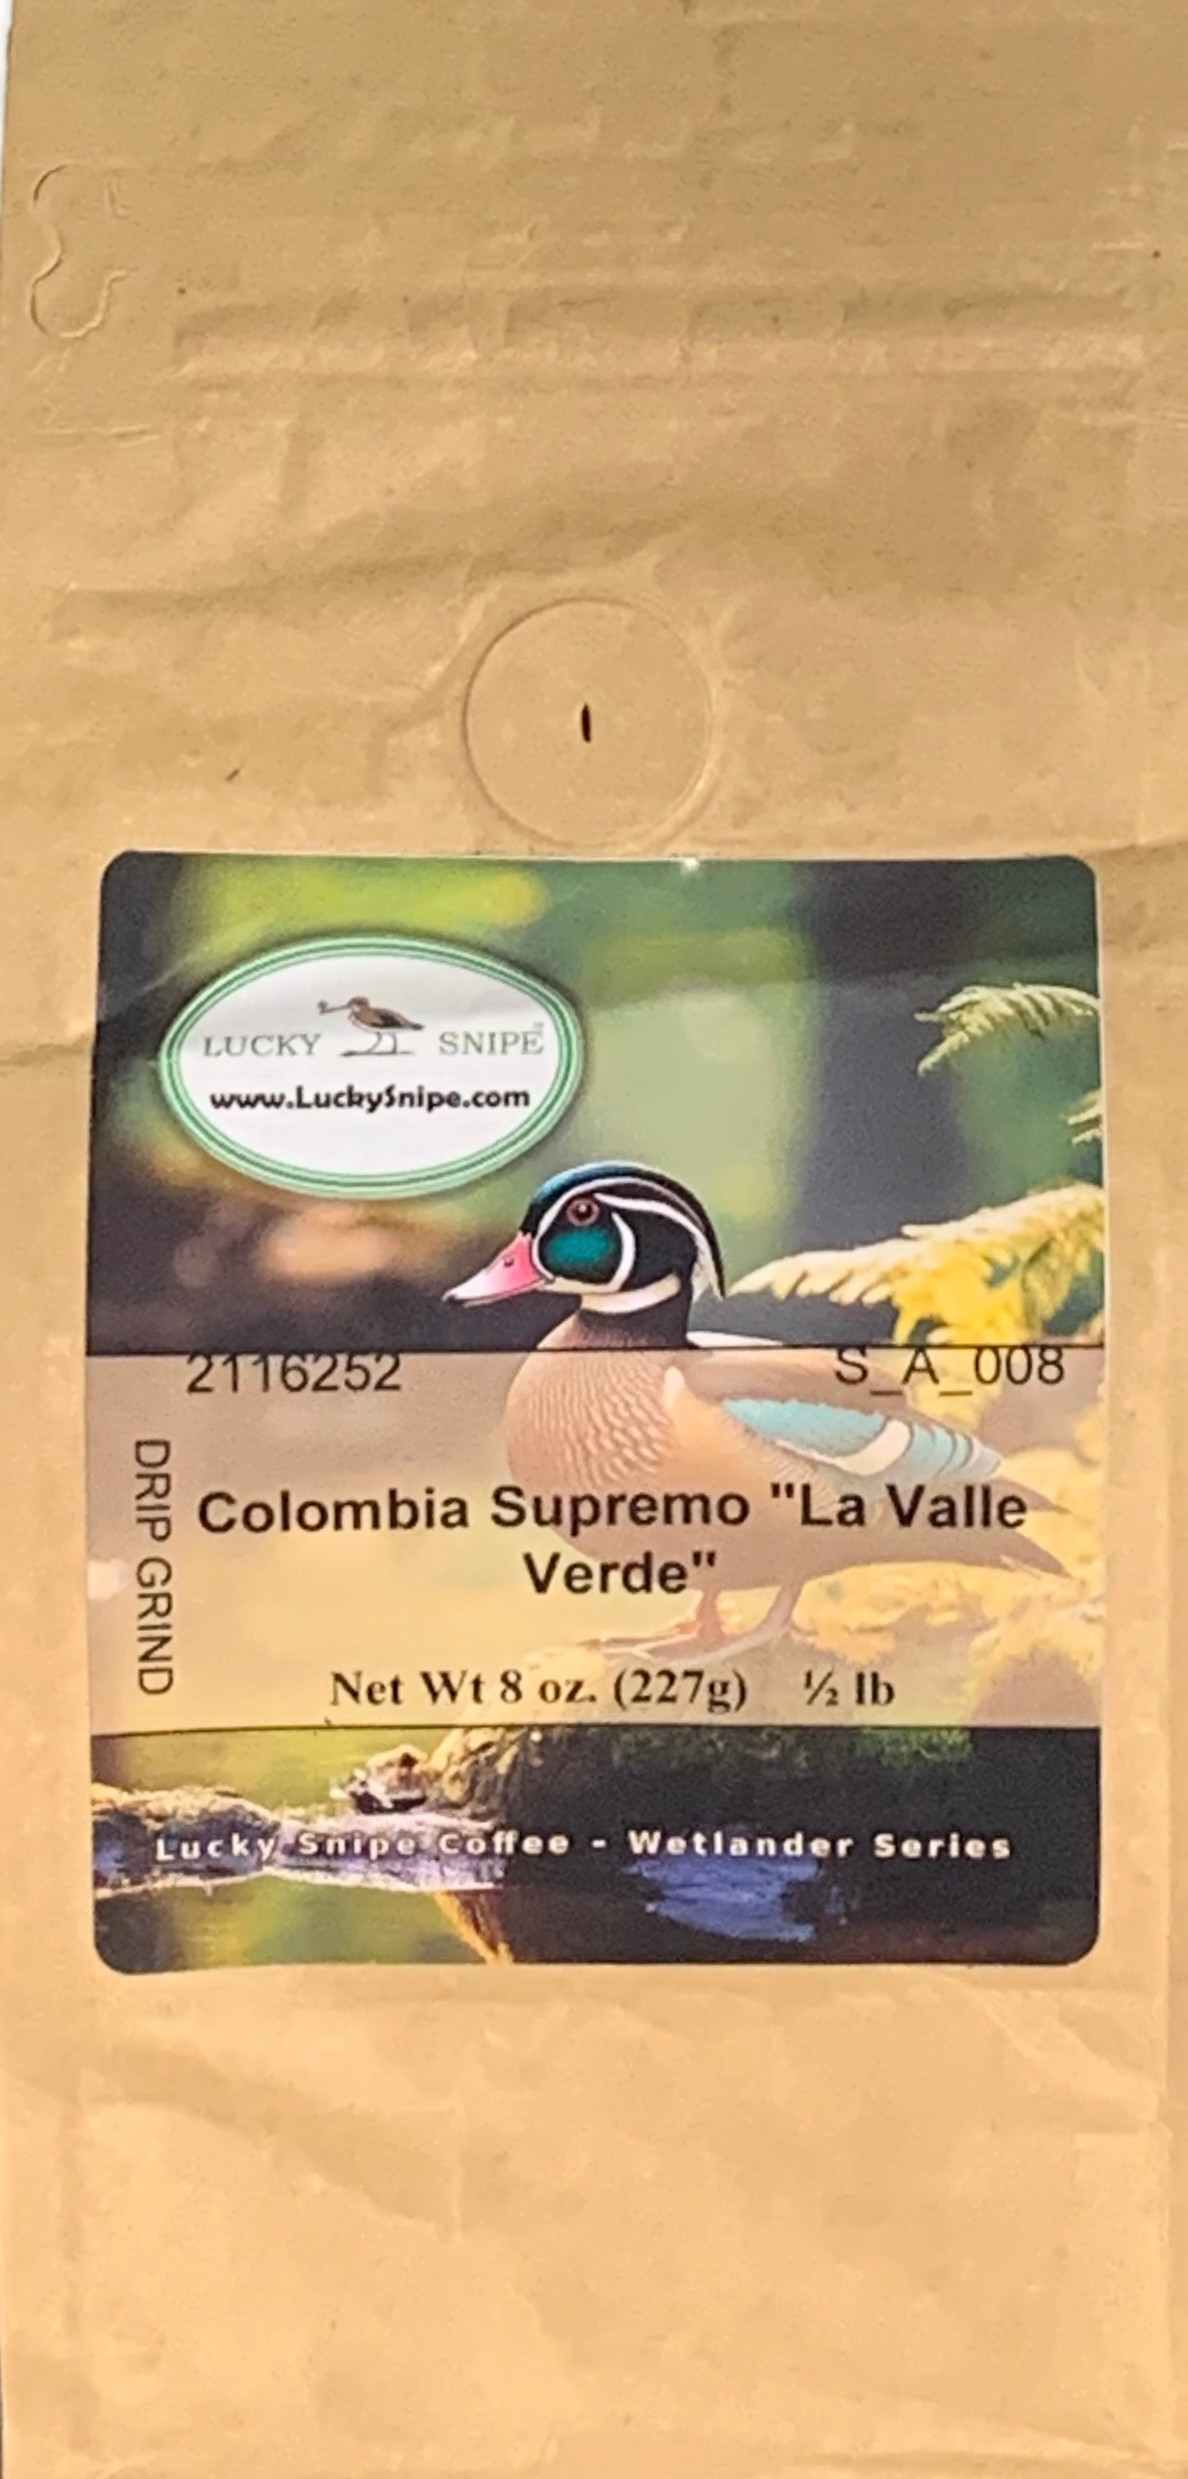 LUCKY SNIPE
www.LuckySnipe.com
2116252 S_A_008
DRIP GRIND
Colombia Supremo "La Valle
Verde"
Net Wt 8 oz. (227g) ½ lb
Lucky Snipe Coffee - Wetlander Series